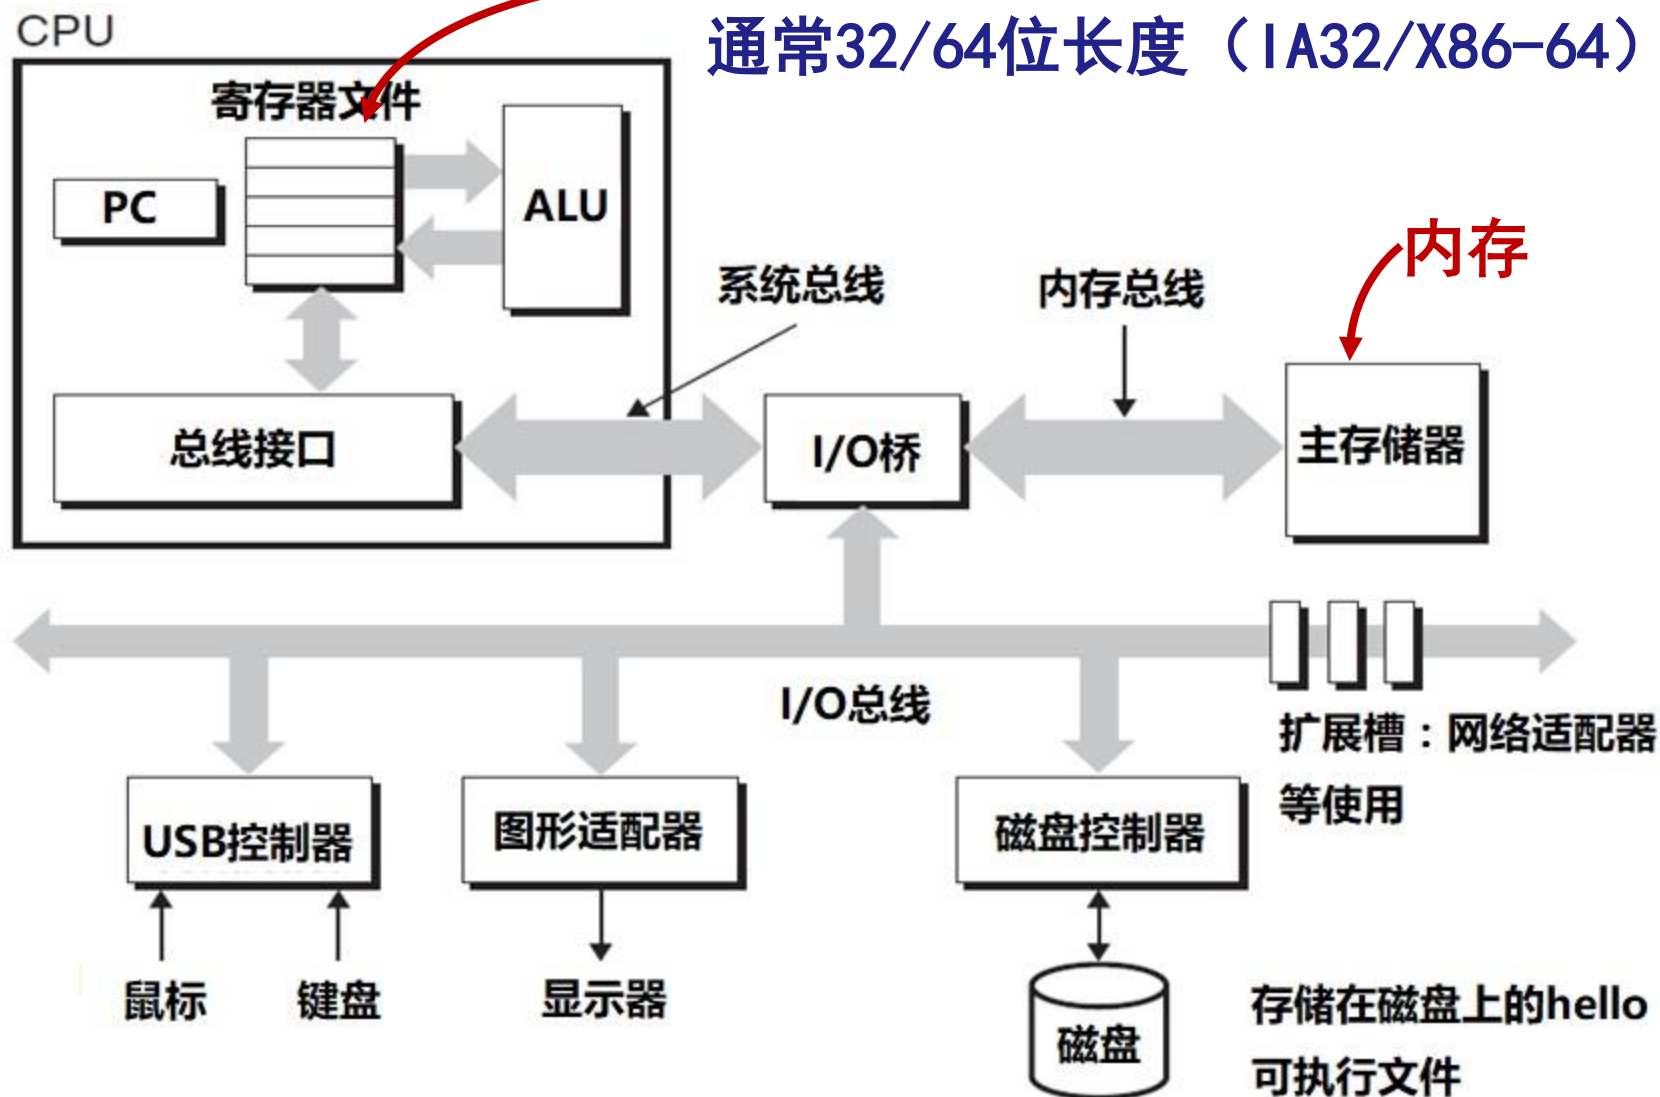 CPU
通常32/64位长度（IA32/X86-64）
寄存器文件
PC
ALU
内存
系统总线
内存总线
总线接口
I/O桥
主存储器
I/O总线
扩展槽：网络适配器
等使用
USB控制器
图形适配器
磁盘控制器
鼠标
键盘
显示器
磁盘
存储在磁盘上的hello
可执行文件